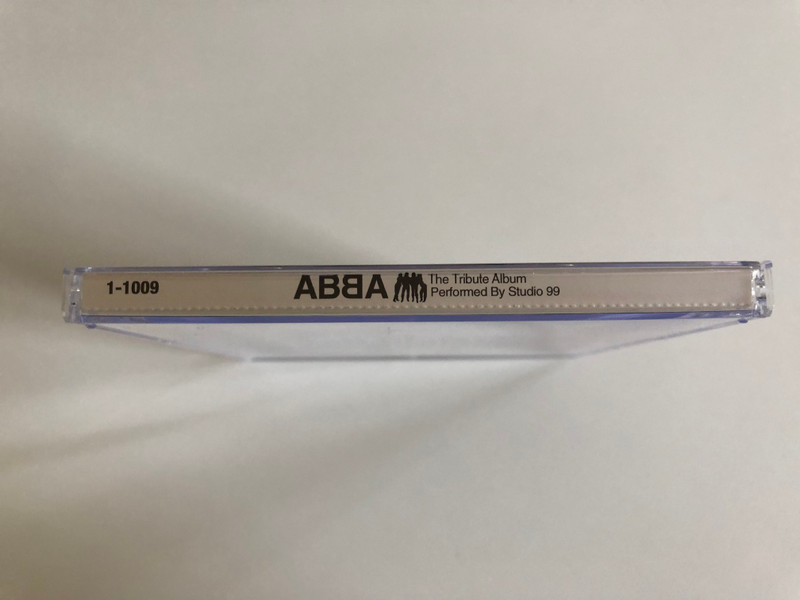 1-1009
ABBA
The Tribute Album
Performed By Studio 99